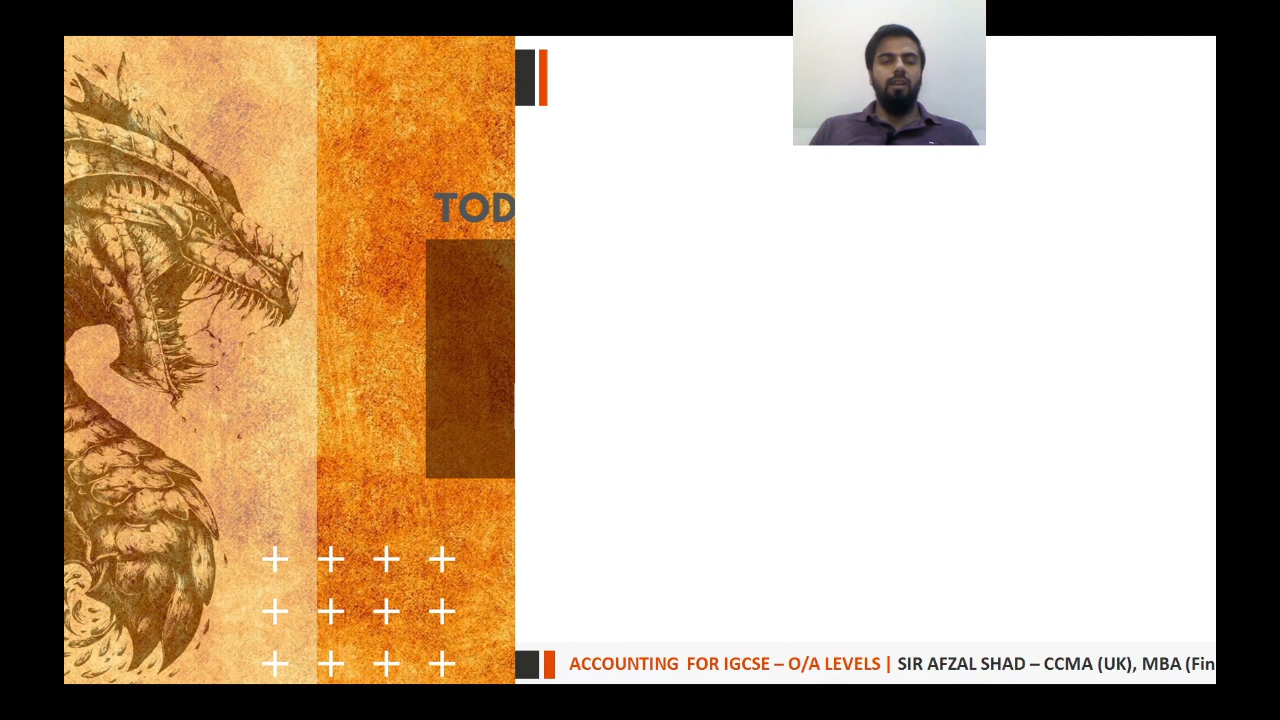 TOD
ACCOUNTING FOR IGCSE – O/A LEVELS | SIR AFZAL SHAD – CCMA (UK), MBA (Fin